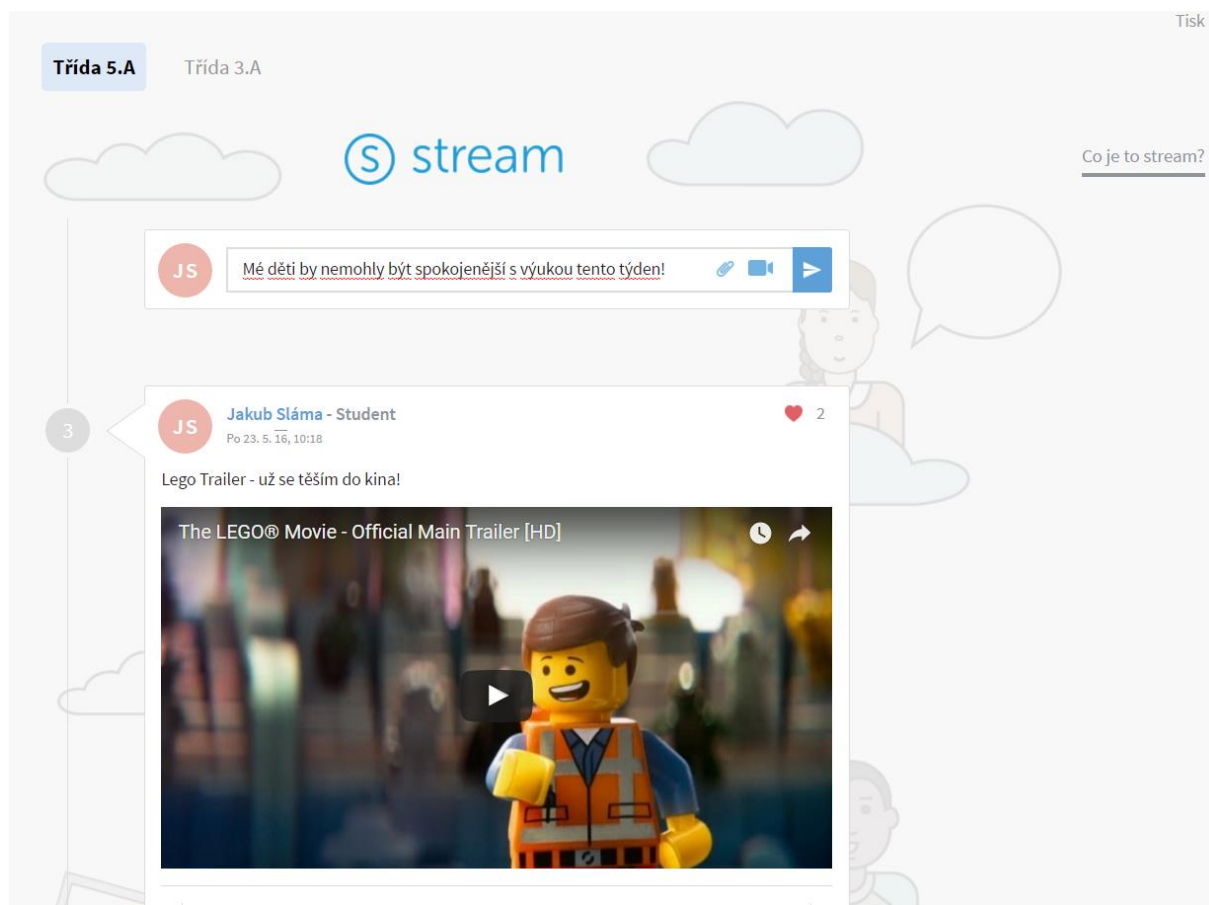 Tisk
Třída 5.A Třída 3.A
S stream
Co je to stream?
JS Mé děti by nemohly být spokojenější s výukou tento týden!
3
JS Jakub Sláma - Student 2
Po 23. 5. 16, 10:18
Lego Trailer - už se těším do kina!
The LEGO® Movie - Official Main Trailer [HD]